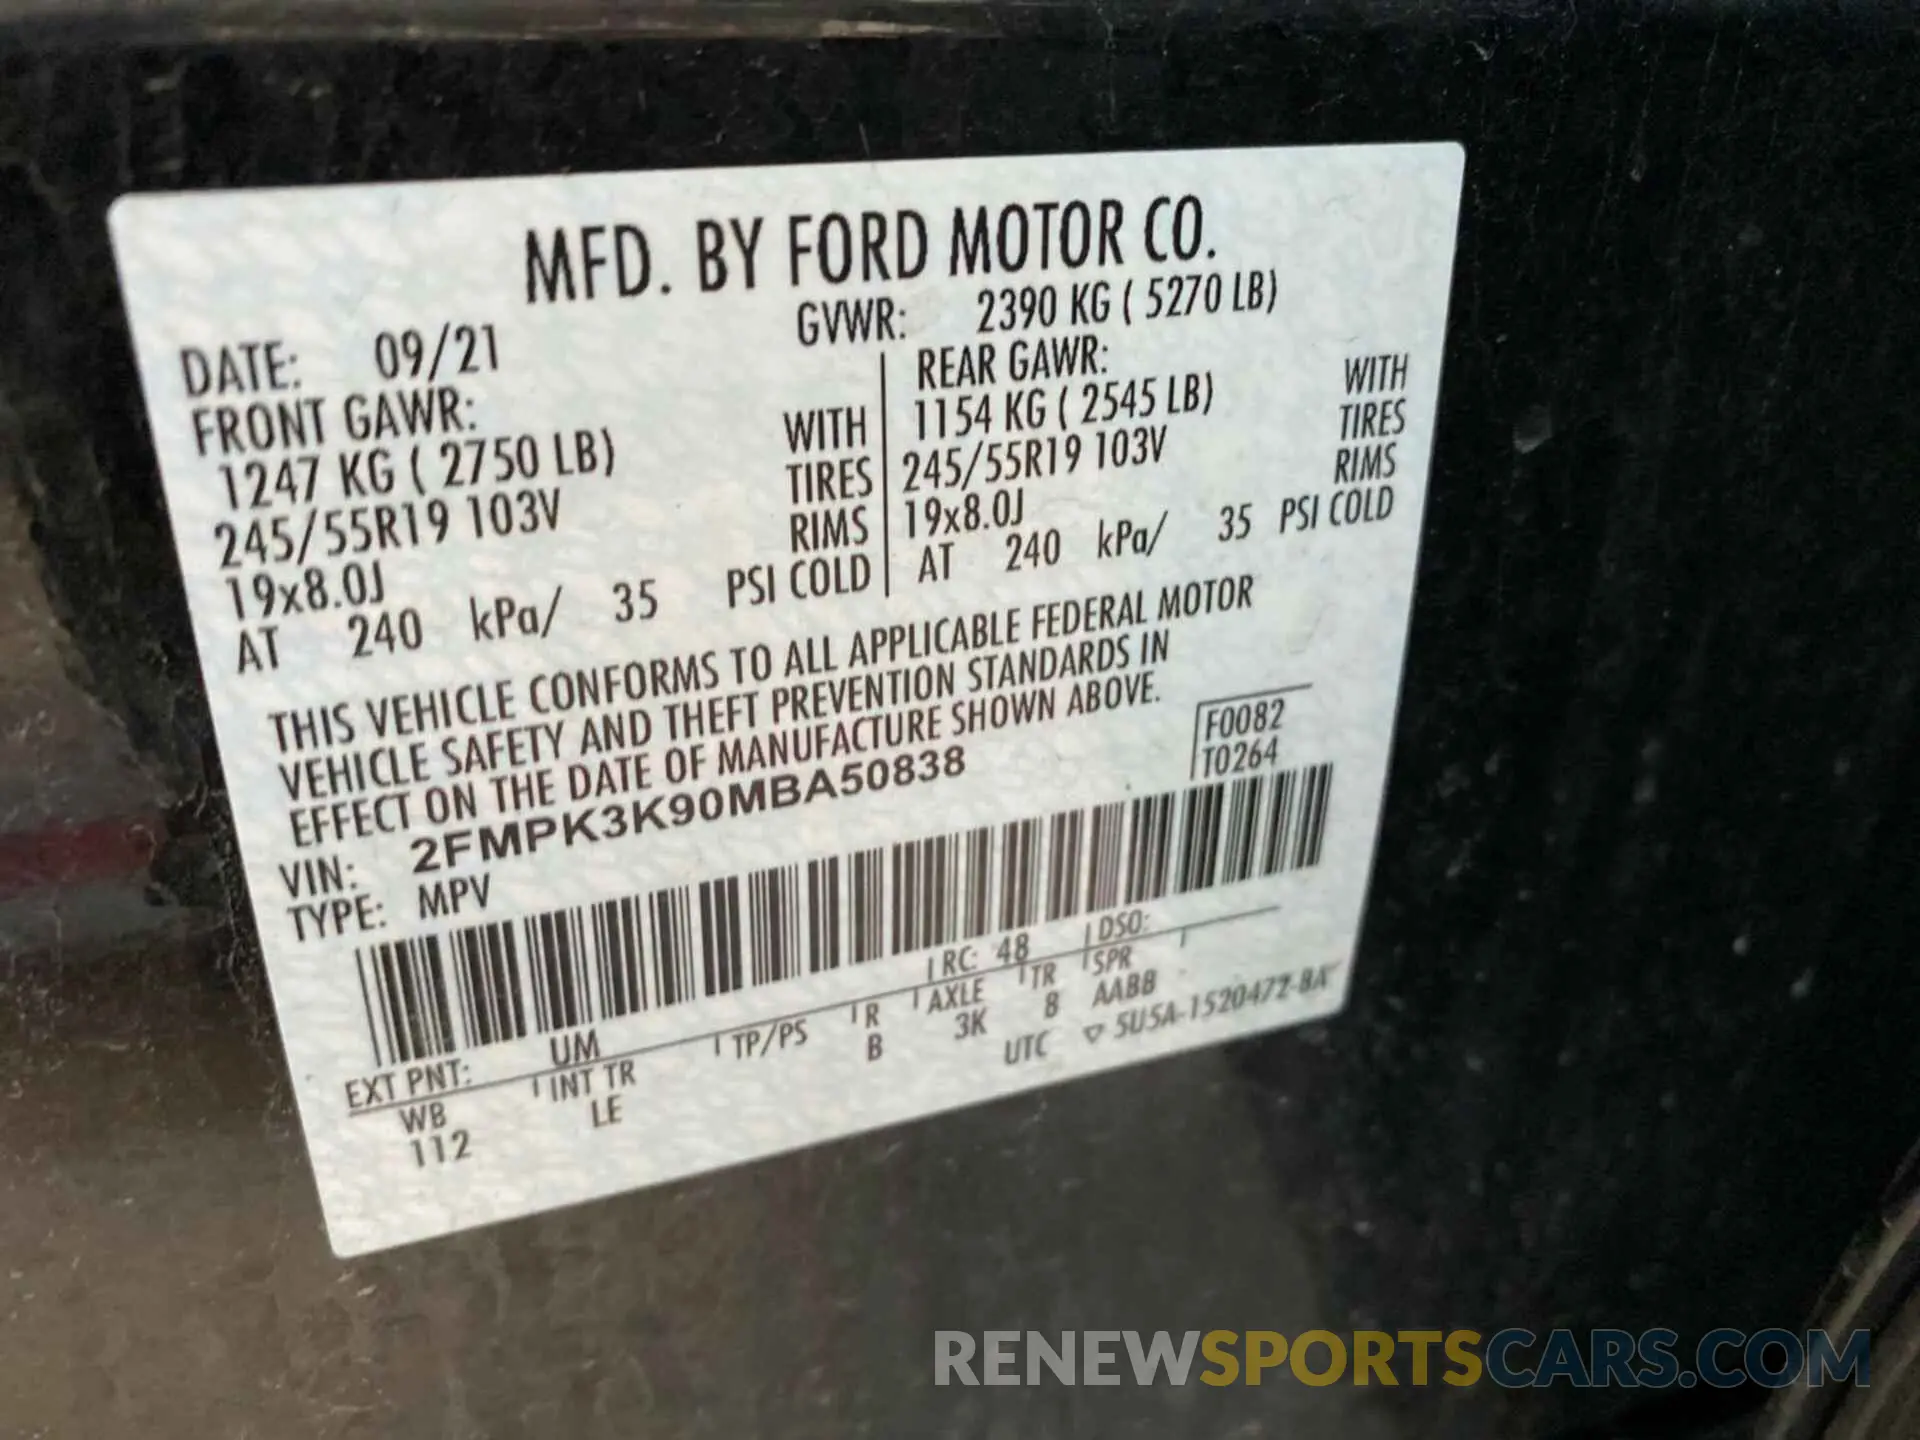 MFD. BY FORD MOTOR CO.
DATE: 09/21 GVWR: 2390 KG ( 5270 LB)
FRONT GAWR: REAR GAWR:
1247 KG ( 2750 LB) WITH 1154 KG ( 2545 LB) WITH
245/55R19 103V TIRES 245/55R19 103V TIRES
19x8.0J RIMS 19x8.0J RIMS
AT 240 kPa/ 35 PSI COLD AT 240 kPa/ 35 PSI COLD
THIS VEHICLE CONFORMS TO ALL APPLICABLE FEDERAL MOTOR
VEHICLE SAFETY AND THEFT PREVENTION STANDARDS IN
EFFECT ON THE DATE OF MANUFACTURE SHOWN ABOVE.
F0082
T0264
VIN: 2FMPK3K90MBA50838
TYPE: MPV
EXT PNT: UM RC: 48 DSO:
WB INT TR TP/PS R AXLE TR SPR
112 LE B 3K B AABB
UTC ▽ 5U5A-1520472-BA
RENEWSPORTSCARS.COM